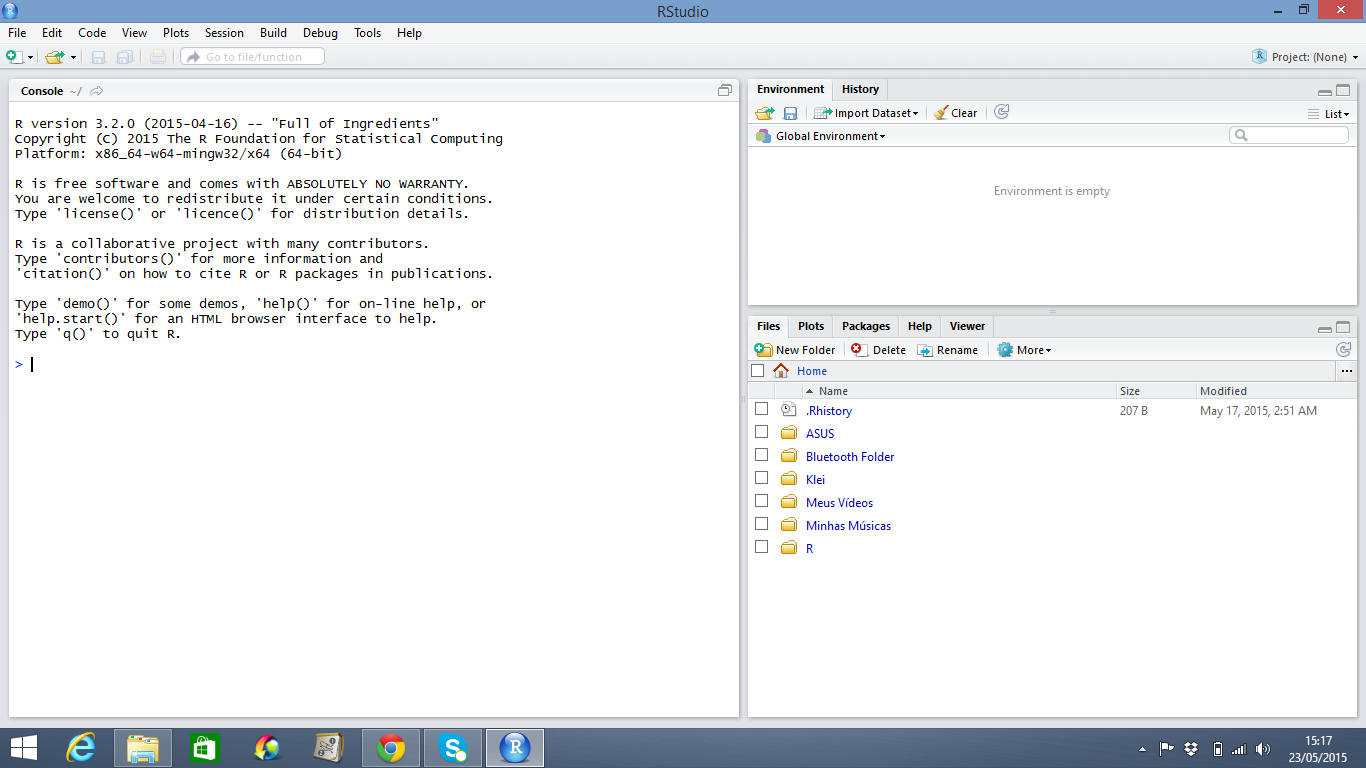 RStudio
File Edit Code View Plots Session Build Debug Tools Help
Go to file/function
Project: (None)
Console ~/
R version 3.2.0 (2015-04-16) -- "Full of Ingredients"
Copyright (C) 2015 The R Foundation for Statistical Computing
Platform: x86_64-w64-mingw32/x64 (64-bit)
R is free software and comes with ABSOLUTELY NO WARRANTY.
You are welcome to redistribute it under certain conditions.
Type 'license()' or 'licence()' for distribution details.
R is a collaborative project with many contributors.
Type 'contributors()' for more information and
'citation()' on how to cite R or R packages in publications.
Type 'demo()' for some demos, 'help()' for on-line help, or
'help.start()' for an HTML browser interface to help.
Type 'q()' to quit R.
>
Environment History
Import Dataset Clear List
Global Environment
Environment is empty
Files Plots Packages Help Viewer
New Folder Delete Rename More
Home ...
Name Size Modified
.Rhistory 207 B May 17, 2015, 2:51 AM
ASUS
Bluetooth Folder
Klei
Meus Vídeos
Minhas Músicas
R
15:17
23/05/2015